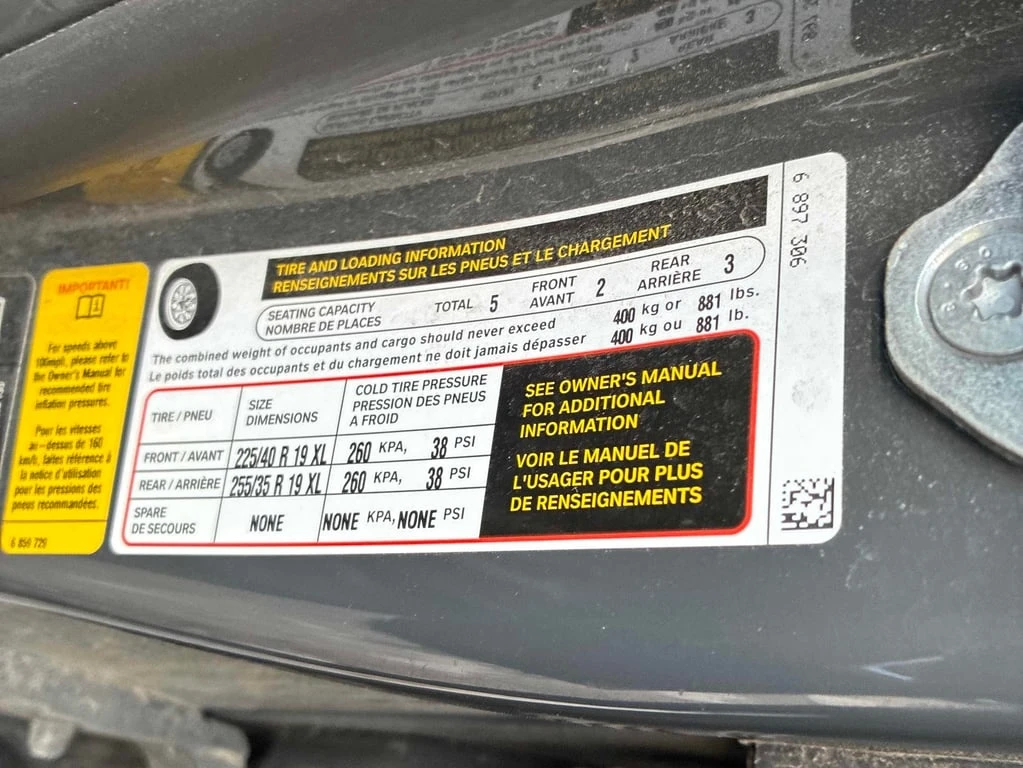 IMPORTANT!
For speeds above
100mph, please refer to
the Owner's Manual for
recommended tire
inflation pressures.
Pour les vitesses
au-dessus de 160
km/h, faites référence à
la notice d'utilisation
pour les pressions des
pneus recommandées.
6 859 729
TIRE AND LOADING INFORMATION
RENSEIGNEMENTS SUR LES PNEUS ET LE CHARGEMENT
SEATING CAPACITY
NOMBRE DE PLACES
TOTAL 5
FRONT
AVANT
2
REAR
ARRIÈRE
3
The combined weight of occupants and cargo should never exceed 400 kg or 881 lbs.
Le poids total des occupants et du chargement ne doit jamais dépasser 400 kg ou 881 lb.
TIRE / PNEU
SIZE
DIMENSIONS
COLD TIRE PRESSURE
PRESSION DES PNEUS
A FROID
FRONT / AVANT 225/40 R 19 XL 260 KPA, 38 PSI
REAR / ARRIÈRE 255/35 R 19 XL 260 KPA, 38 PSI
SPARE
DE SECOURS
NONE NONE KPA, NONE PSI
SEE OWNER'S MANUAL
FOR ADDITIONAL
INFORMATION
VOIR LE MANUEL DE
L'USAGER POUR PLUS
DE RENSEIGNEMENTS
6 897 306